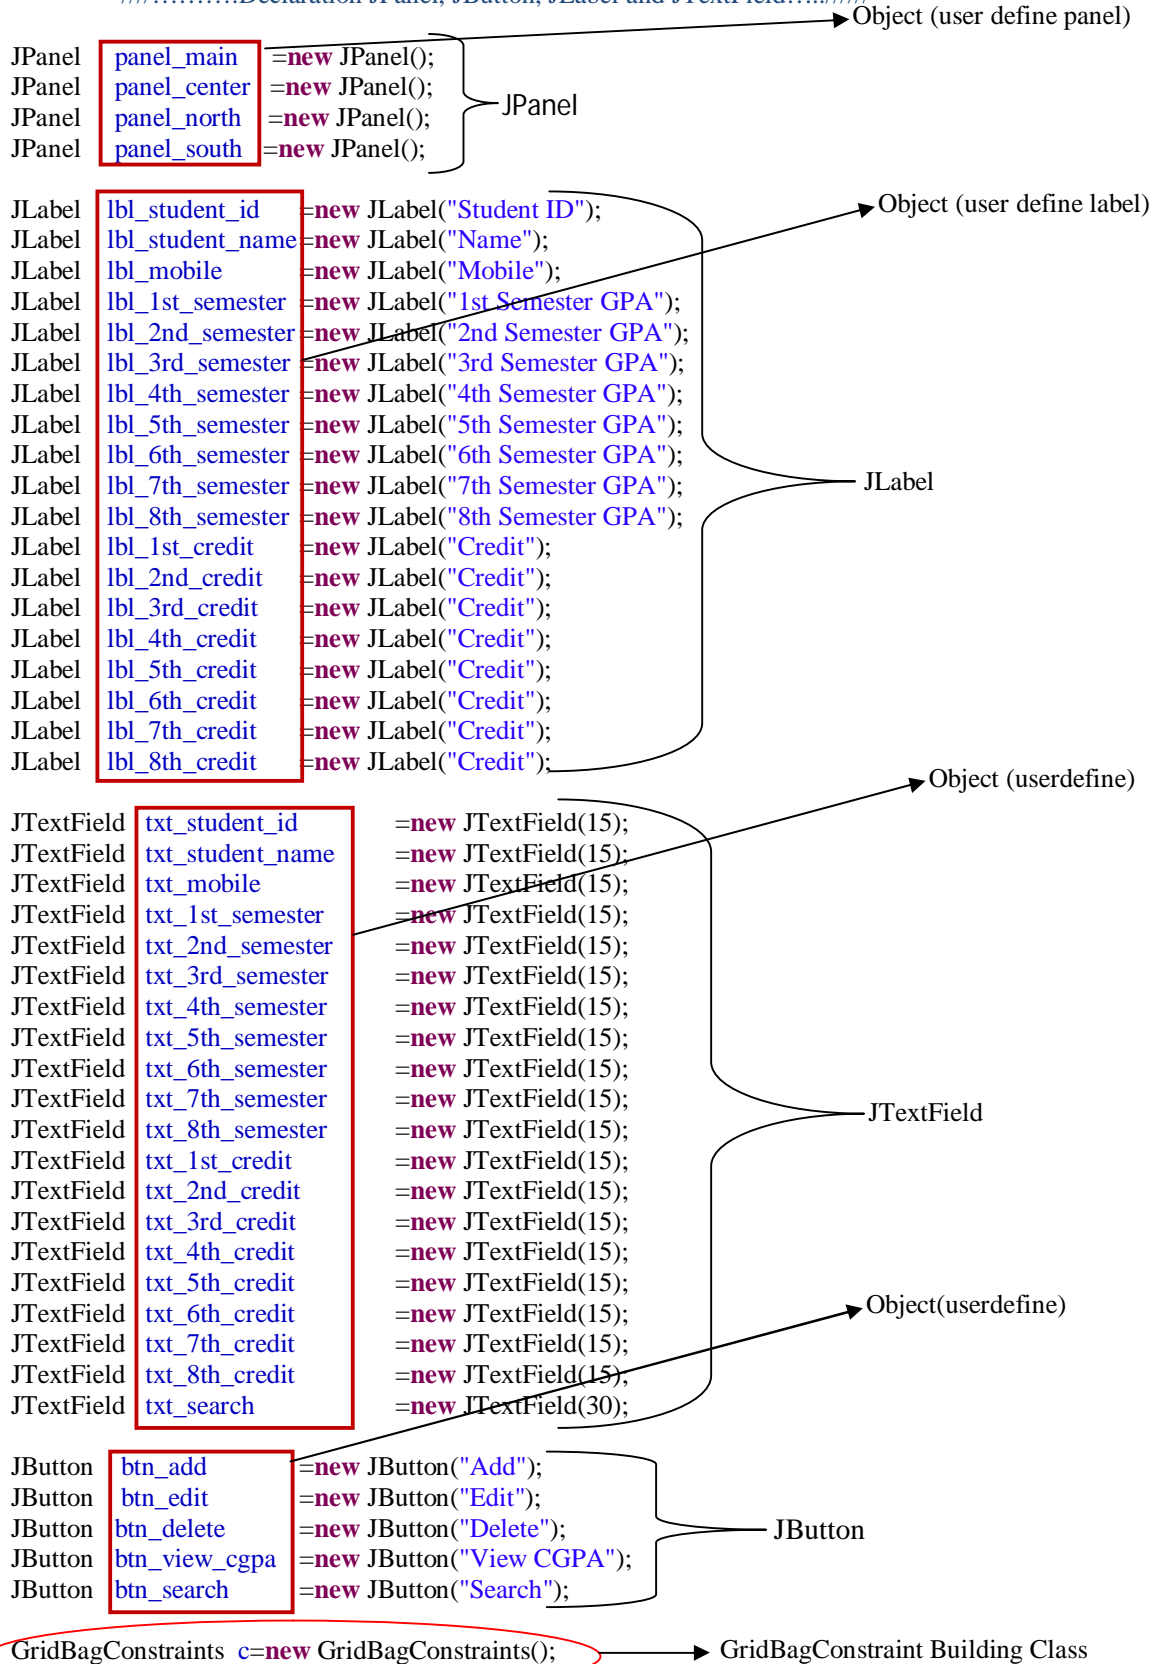 ////……….Declaration JPanel, JButton, JLabel and JTextField…..//////
Object (user define panel)
JPanel panel_main =new JPanel();
JPanel panel_center =new JPanel();
JPanel panel_north =new JPanel();
JPanel panel_south =new JPanel();
JPanel
JLabel lbl_student_id =new JLabel("Student ID");
JLabel lbl_student_name=new JLabel("Name");
JLabel lbl_mobile =new JLabel("Mobile");
JLabel lbl_1st_semester =new JLabel("1st Semester GPA");
JLabel lbl_2nd_semester =new JLabel("2nd Semester GPA");
JLabel lbl_3rd_semester =new JLabel("3rd Semester GPA");
JLabel lbl_4th_semester =new JLabel("4th Semester GPA");
JLabel lbl_5th_semester =new JLabel("5th Semester GPA");
JLabel lbl_6th_semester =new JLabel("6th Semester GPA");
JLabel lbl_7th_semester =new JLabel("7th Semester GPA");
JLabel lbl_8th_semester =new JLabel("8th Semester GPA");
JLabel lbl_1st_credit =new JLabel("Credit");
JLabel lbl_2nd_credit =new JLabel("Credit");
JLabel lbl_3rd_credit =new JLabel("Credit");
JLabel lbl_4th_credit =new JLabel("Credit");
JLabel lbl_5th_credit =new JLabel("Credit");
JLabel lbl_6th_credit =new JLabel("Credit");
JLabel lbl_7th_credit =new JLabel("Credit");
JLabel lbl_8th_credit =new JLabel("Credit");
Object (user define label)
JLabel
Object (userdefine)
JTextField txt_student_id =new JTextField(15);
JTextField txt_student_name =new JTextField(15);
JTextField txt_mobile =new JTextField(15);
JTextField txt_1st_semester =new JTextField(15);
JTextField txt_2nd_semester =new JTextField(15);
JTextField txt_3rd_semester =new JTextField(15);
JTextField txt_4th_semester =new JTextField(15);
JTextField txt_5th_semester =new JTextField(15);
JTextField txt_6th_semester =new JTextField(15);
JTextField txt_7th_semester =new JTextField(15);
JTextField txt_8th_semester =new JTextField(15);
JTextField txt_1st_credit =new JTextField(15);
JTextField txt_2nd_credit =new JTextField(15);
JTextField txt_3rd_credit =new JTextField(15);
JTextField txt_4th_credit =new JTextField(15);
JTextField txt_5th_credit =new JTextField(15);
JTextField txt_6th_credit =new JTextField(15);
JTextField txt_7th_credit =new JTextField(15);
JTextField txt_8th_credit =new JTextField(15);
JTextField txt_search =new JTextField(30);
JTextField
Object(userdefine)
JButton btn_add =new JButton("Add");
JButton btn_edit =new JButton("Edit");
JButton btn_delete =new JButton("Delete");
JButton btn_view_cgpa =new JButton("View CGPA");
JButton btn_search =new JButton("Search");
JButton
GridBagConstraints c=new GridBagConstraints();
GridBagConstraint Building Class